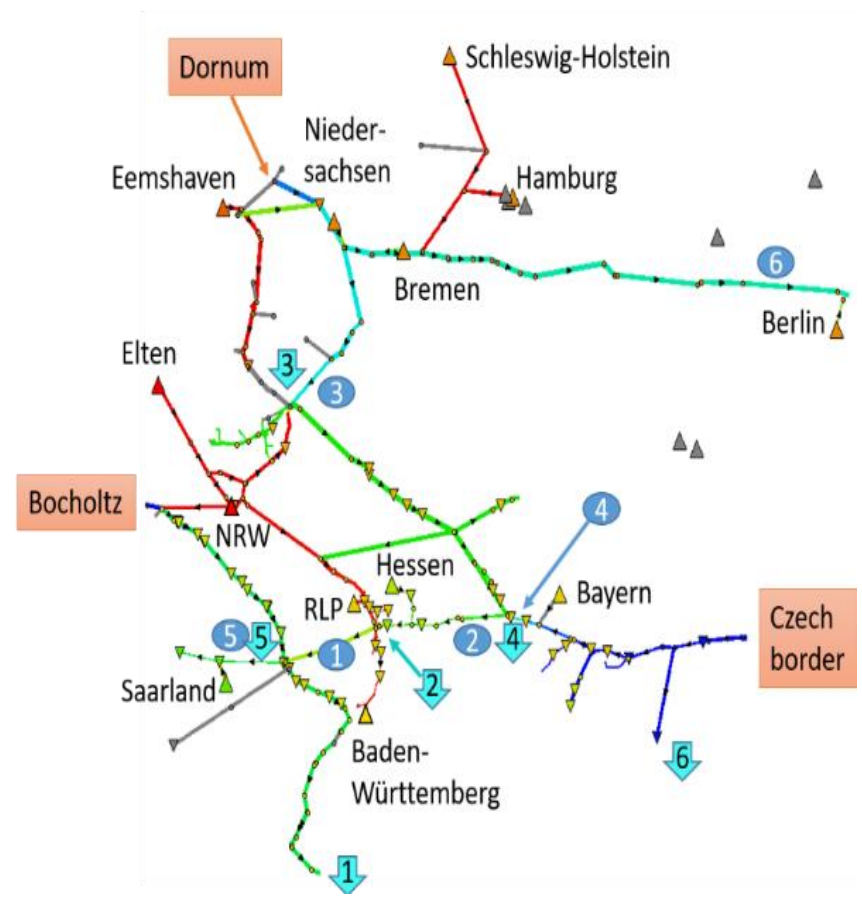 Schleswig-Holstein
Dornum
Nieder-
sachsen
Eemshaven
Hamburg
6
Bremen
Berlin
Elten
3
3
Bocholtz
NRW
4
Hessen
Bayern
RLP
Czech
border
5
5
1
2
4
2
Saarland
6
Baden-
Württemberg
1